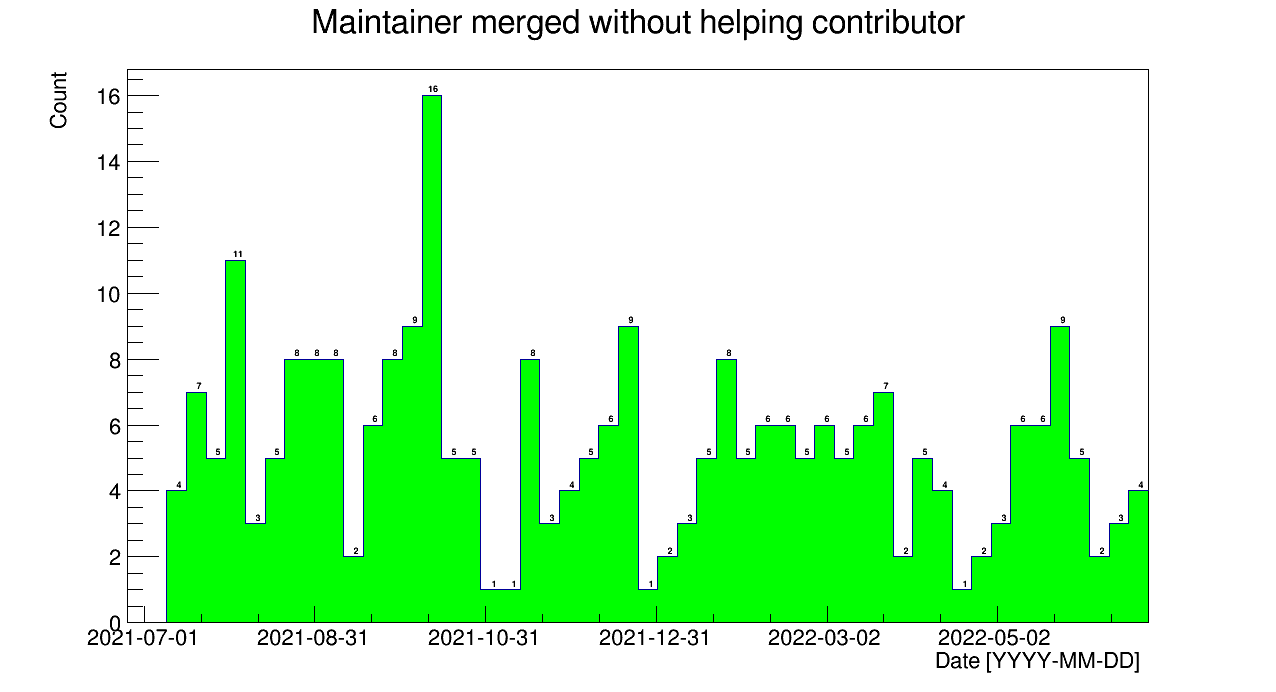 Maintainer merged without helping contributor
Count
16
14
12
10
8
6
4
2
0
4 7 5 11 3 5 8 8 8 2 6 8 9 16 5 5 1 1 8 3 4 5 6 9 1 2 3 5 8 5 6 6 5 6 5 6 7 2 5 4 1 2 3 6 6 9 5 2 3 4
2021-07-01 2021-08-31 2021-10-31 2021-12-31 2022-03-02 2022-05-02
Date [YYYY-MM-DD]